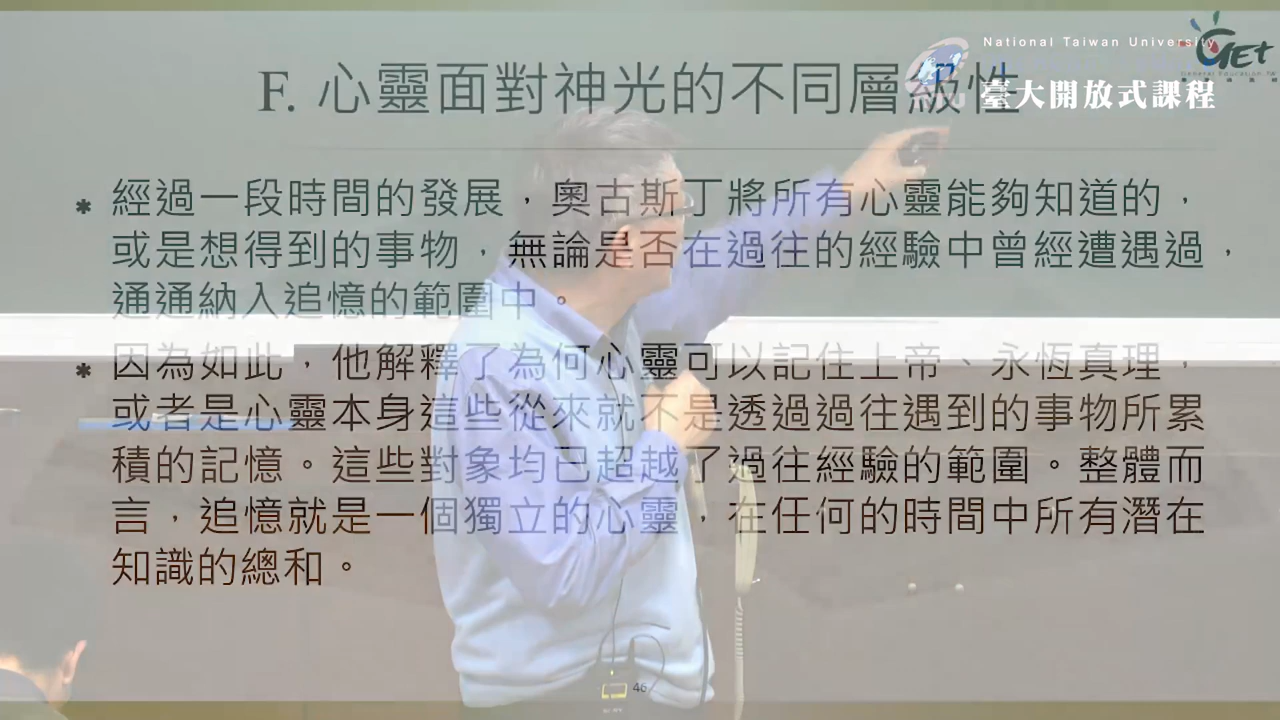 National Taiwan University
GEt
General Education TW
臺大開放式課程
F. 心靈面對神光的不同層級性
* 經過一段時間的發展，奧古斯丁將所有心靈能夠知道的，
或是想得到的事物，無論是否在過往的經驗中曾經遭遇過，
通通納入追憶的範圍中。
* 因為如此，他解釋了為何心靈可以記住上帝、永恆真理，
或者是心靈本身這些從來就不是透過過往遇到的事物所累
積的記憶。這些對象均已超越了過往經驗的範圍。整體而
言，追憶就是一個獨立的心靈，在任何的時間中所有潛在
知識的總和。
46